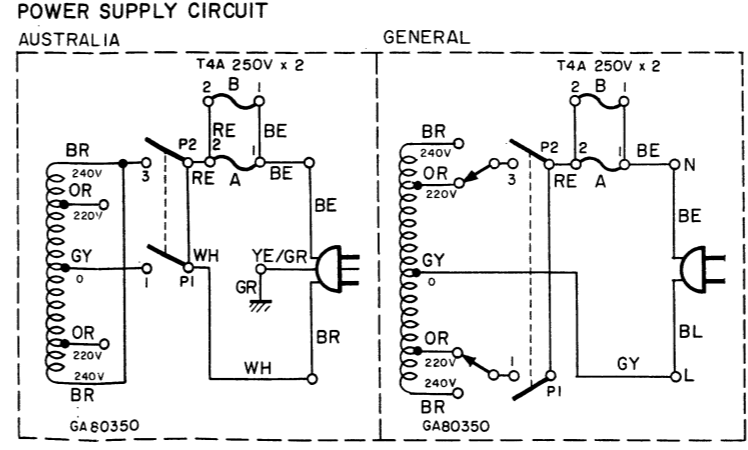 POWER SUPPLY CIRCUIT
AUSTRALIA
T4A 250V x 2
2 B 1
RE BE
BR P2 2 1
240V 3 RE A BE
OR
220V
BE
GY WH YE/GR
0 1 P1 GR
OR BR
220V
240V WH
BR
GA80350
GENERAL
T4A 250V x 2
2 B 1
BR P2 2 1 BE N
240V
OR 3 RE A
220V
BE
GY
0
OR BL
220V 1 GY L
240V P1
BR
GA80350